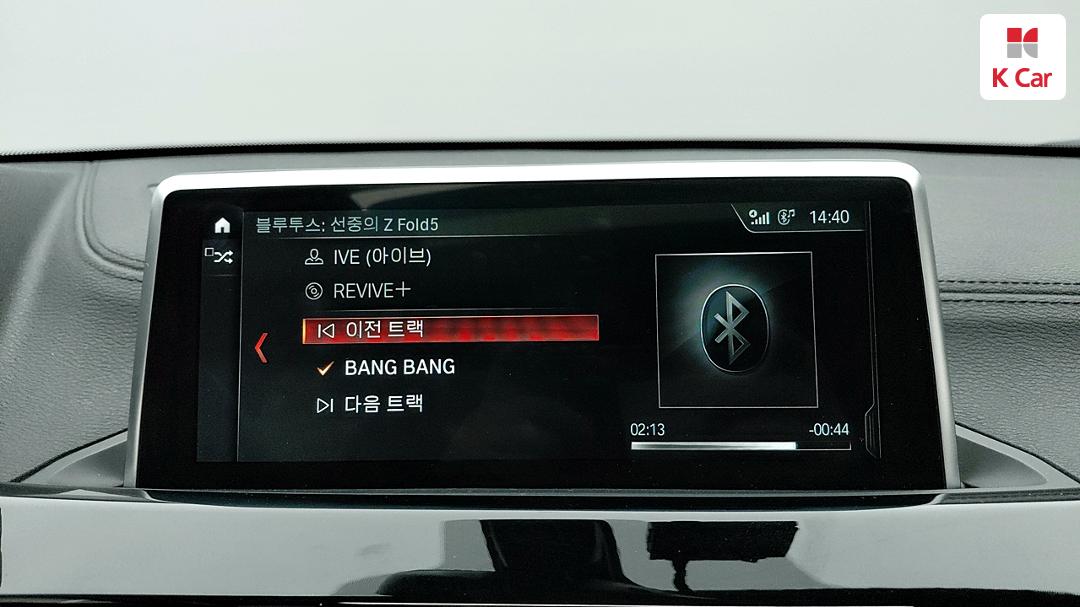 K Car
블루투스: 선중의 Z Fold5
14:40
IVE (아이브)
REVIVE+
이전 트랙
BANG BANG
다음 트랙
02:13
-00:44